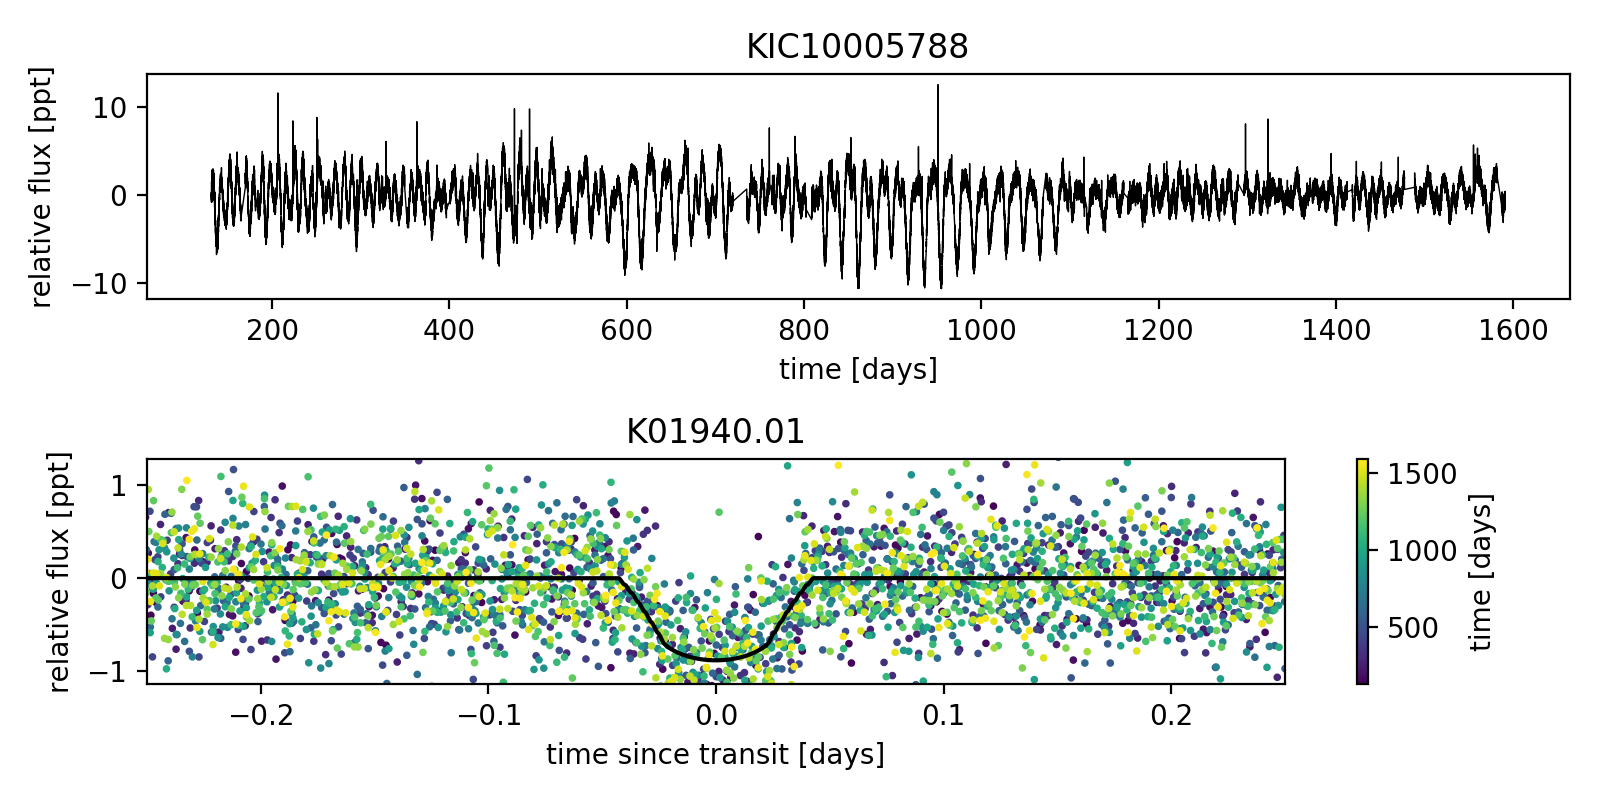 KIC10005788
relative flux [ppt]
10
0
−10
200 400 600 800 1000 1200 1400 1600
time [days]
K01940.01
relative flux [ppt]
1
0
−1
−0.2 −0.1 0.0 0.1 0.2
time since transit [days]
1500
1000
500
time [days]